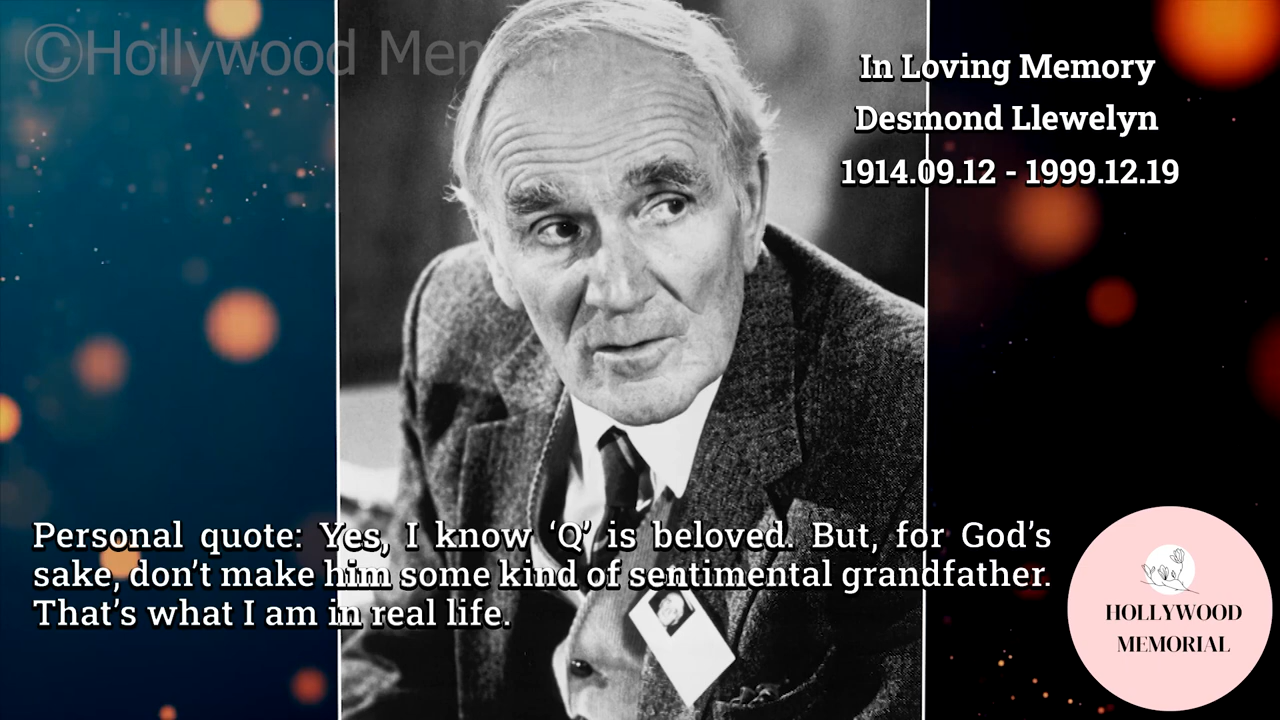 ©Hollywood Mem
In Loving Memory
Desmond Llewelyn
1914.09.12 - 1999.12.19
Personal quote: Yes, I know ‘Q’ is beloved. But, for God’s
sake, don’t make him some kind of sentimental grandfather.
That’s what I am in real life.
HOLLYWOOD
MEMORIAL